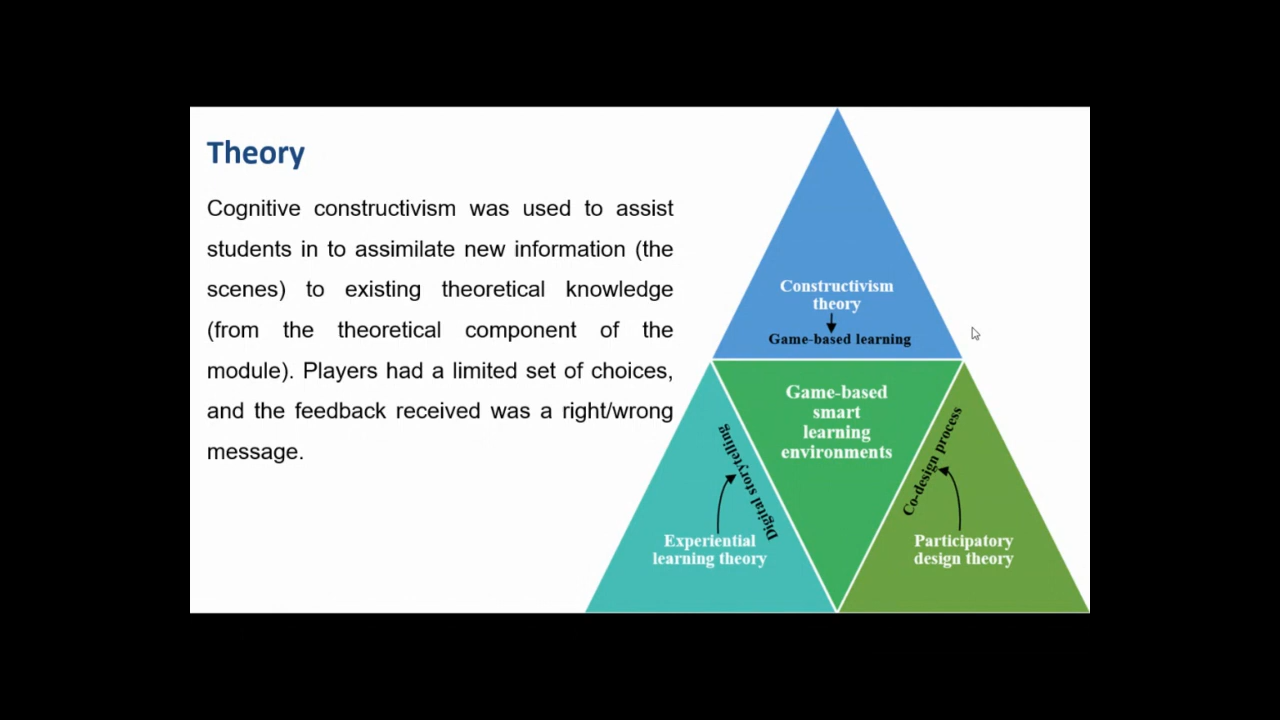 Theory
Cognitive constructivism was used to assist
students in to assimilate new information (the
scenes) to existing theoretical knowledge
(from the theoretical component of the
module). Players had a limited set of choices,
and the feedback received was a right/wrong
message.
Constructivism
theory
Game-based learning
Game-based
smart
learning
environments
Digital storytelling
Experiential
learning theory
Co-design process
Participatory
design theory